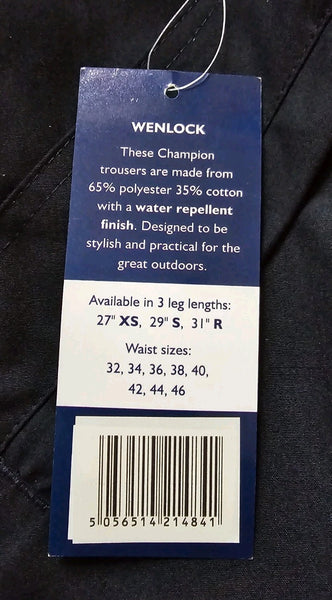 WENLOCK
These Champion
trousers are made from
65% polyester 35% cotton
with a water repellent
finish. Designed to be
stylish and practical for the
great outdoors.
Available in 3 leg lengths:
27" XS, 29" S, 31" R
Waist sizes:
32, 34, 36, 38, 40,
42, 44, 46
5 056514 214841